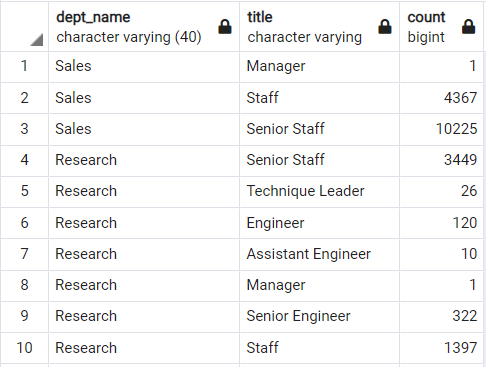 dept_name title count
character varying (40) character varying bigint
1 Sales Manager 1
2 Sales Staff 4367
3 Sales Senior Staff 10225
4 Research Senior Staff 3449
5 Research Technique Leader 26
6 Research Engineer 120
7 Research Assistant Engineer 10
8 Research Manager 1
9 Research Senior Engineer 322
10 Research Staff 1397